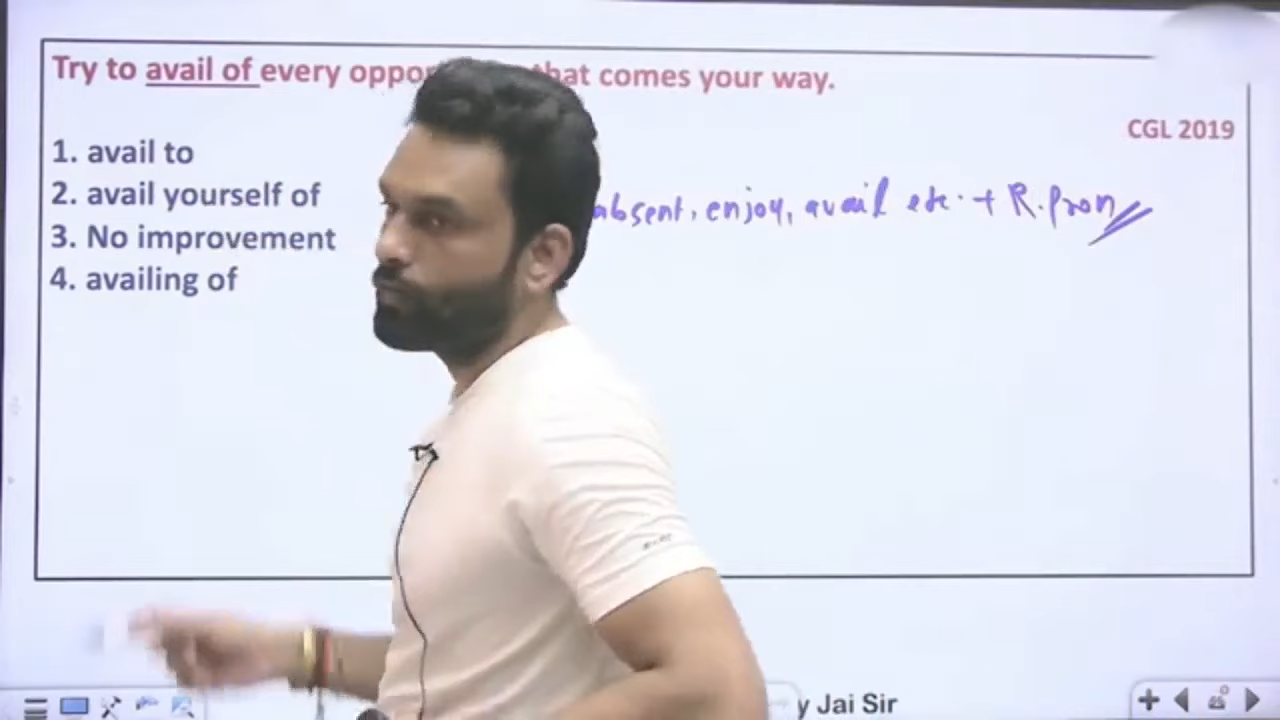 Try to avail of every oppo that comes your way.
CGL 2019
1. avail to
2. avail yourself of
3. No improvement
4. availing of
absent, enjoy, avail etc. + R. Pron
y Jai Sir